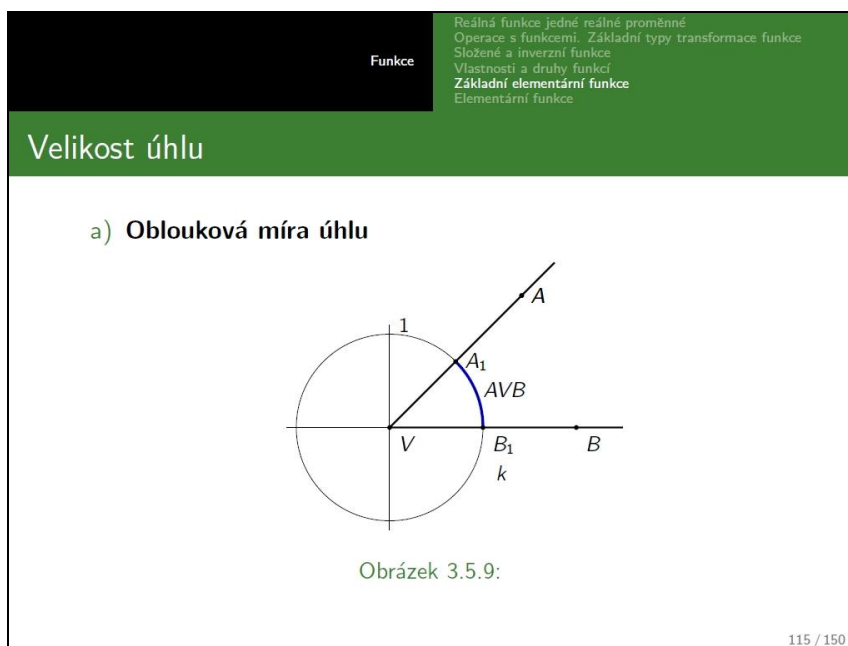 Funkce
Reálná funkce jedné reálné proměnné
Operace s funkcemi. Základní typy transformace funkce
Složené a inverzní funkce
Vlastnosti a druhy funkcí
Základní elementární funkce
Elementární funkce
Velikost úhlu
a) Oblouková míra úhlu
A
1
A₁
AVB
V
B₁
B
k
Obrázek 3.5.9:
115 / 150